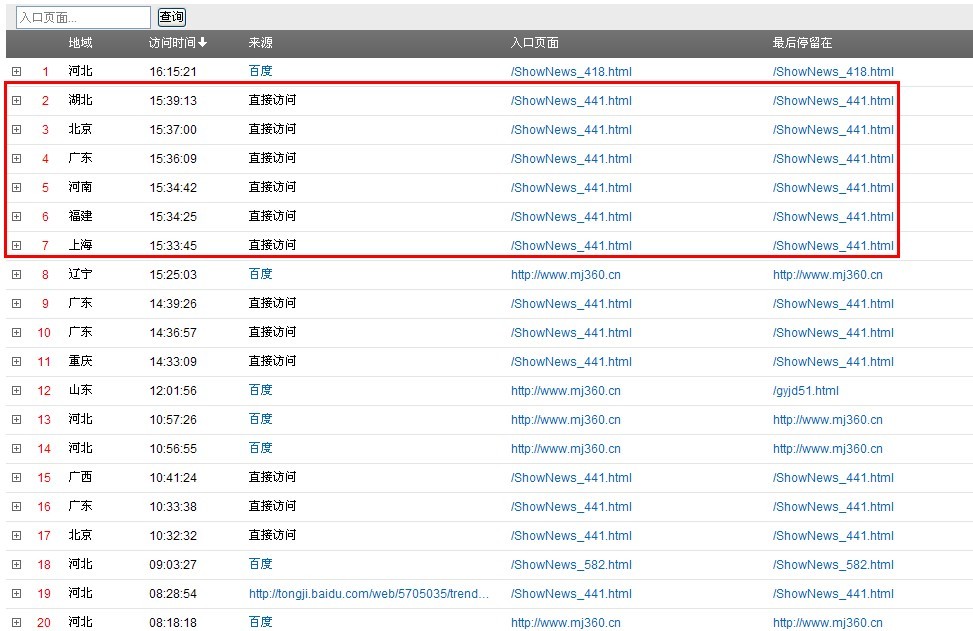 入口页面... 查询
地域 访问时间 来源 入口页面 最后停留在
1 河北 16:15:21 百度 /ShowNews_418.html /ShowNews_418.html
2 湖北 15:39:13 直接访问 /ShowNews_441.html /ShowNews_441.html
3 北京 15:37:00 直接访问 /ShowNews_441.html /ShowNews_441.html
4 广东 15:36:09 直接访问 /ShowNews_441.html /ShowNews_441.html
5 河南 15:34:42 直接访问 /ShowNews_441.html /ShowNews_441.html
6 福建 15:34:25 直接访问 /ShowNews_441.html /ShowNews_441.html
7 上海 15:33:45 直接访问 /ShowNews_441.html /ShowNews_441.html
8 辽宁 15:25:03 百度 http://www.mj360.cn http://www.mj360.cn
9 广东 14:39:26 直接访问 /ShowNews_441.html /ShowNews_441.html
10 广东 14:36:57 直接访问 /ShowNews_441.html /ShowNews_441.html
11 重庆 14:33:09 直接访问 /ShowNews_441.html /ShowNews_441.html
12 山东 12:01:56 百度 http://www.mj360.cn /gyjd51.html
13 河北 10:57:26 百度 http://www.mj360.cn http://www.mj360.cn
14 河北 10:56:55 百度 http://www.mj360.cn http://www.mj360.cn
15 广西 10:41:24 直接访问 /ShowNews_441.html /ShowNews_441.html
16 广东 10:33:38 直接访问 /ShowNews_441.html /ShowNews_441.html
17 北京 10:32:32 直接访问 /ShowNews_441.html /ShowNews_441.html
18 河北 09:03:27 百度 /ShowNews_582.html /ShowNews_582.html
19 河北 08:28:54 http://tongji.baidu.com/web/5705035/trend... /ShowNews_441.html /ShowNews_441.html
20 河北 08:18:18 百度 http://www.mj360.cn http://www.mj360.cn